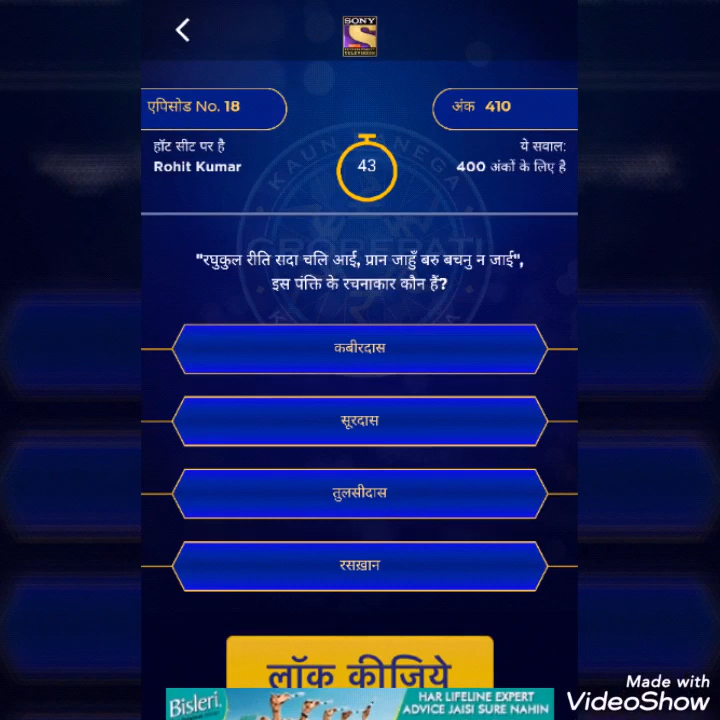 SONY
एपिसोड No. 18
अंक 410
हॉट सीट पर है
Rohit Kumar
43
ये सवाल:
400 अंकों के लिए है
"रघुकुल रीति सदा चलि आई, प्रान जाहुँ बरु बचनु न जाई",
इस पंक्ति के रचनाकार कौन हैं?
कबीरदास
सूरदास
तुलसीदास
रसख़ान
लॉक कीजिये
Bisleri
HAR LIFELINE EXPERT
ADVICE JAISI SURE NAHIN
Made with
VideoShow